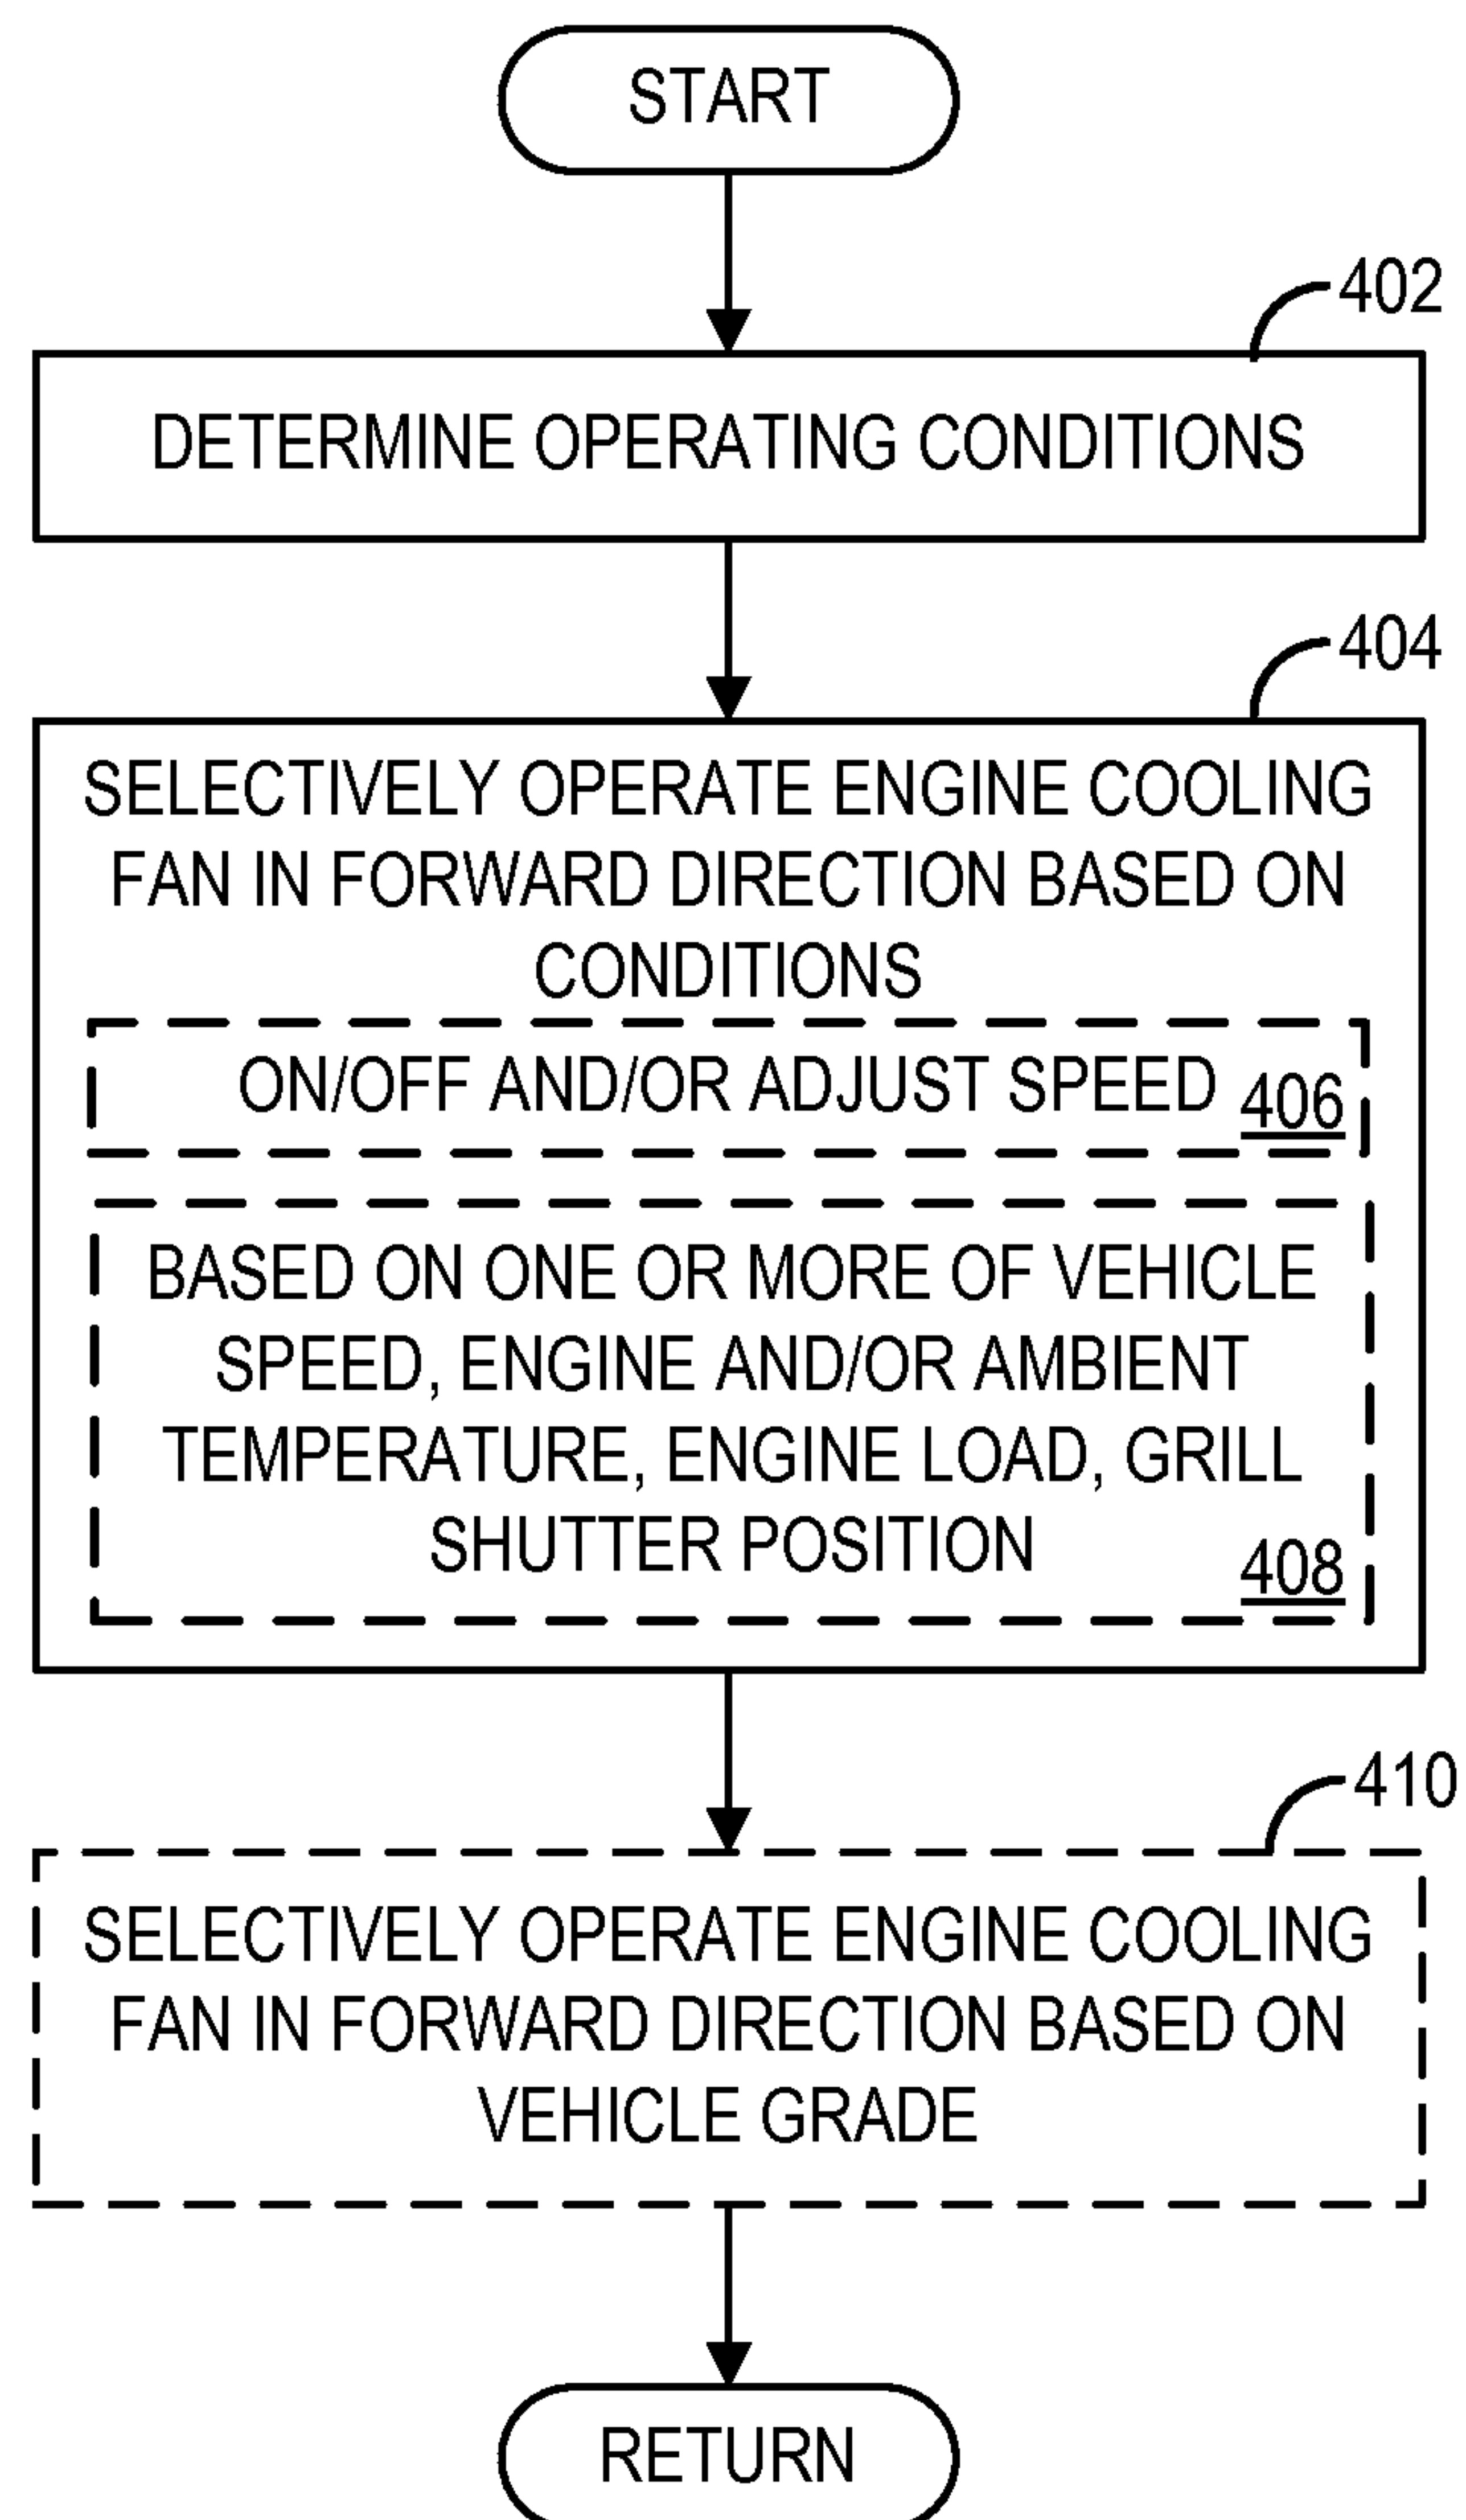 START
402
DETERMINE OPERATING CONDITIONS
404
SELECTIVELY OPERATE ENGINE COOLING
FAN IN FORWARD DIRECTION BASED ON
CONDITIONS
ON/OFF AND/OR ADJUST SPEED 406
BASED ON ONE OR MORE OF VEHICLE
SPEED, ENGINE AND/OR AMBIENT
TEMPERATURE, ENGINE LOAD, GRILL
SHUTTER POSITION 408
410
SELECTIVELY OPERATE ENGINE COOLING
FAN IN FORWARD DIRECTION BASED ON
VEHICLE GRADE
RETURN